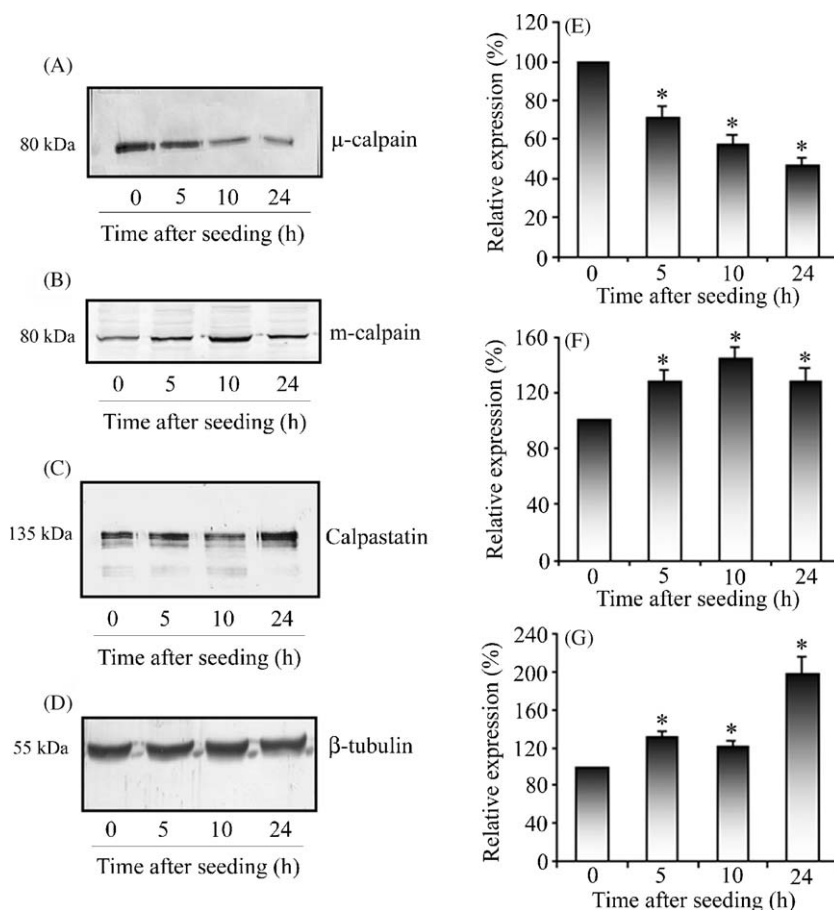 (A)
80 kDa
μ-calpain
0 5 10 24
Time after seeding (h)
(B)
80 kDa
m-calpain
0 5 10 24
Time after seeding (h)
(C)
135 kDa
Calpastatin
0 5 10 24
Time after seeding (h)
(D)
55 kDa
β-tubulin
0 5 10 24
Time after seeding (h)
(E)
Relative expression (%)
120
100
80
60
40
20
0
* * *
0 5 10 24
Time after seeding (h)
(F)
Relative expression (%)
160
120
80
40
0
* * *
0 5 10 24
Time after seeding (h)
(G)
Relative expression (%)
240
200
160
120
80
40
0
* * *
0 5 10 24
Time after seeding (h)